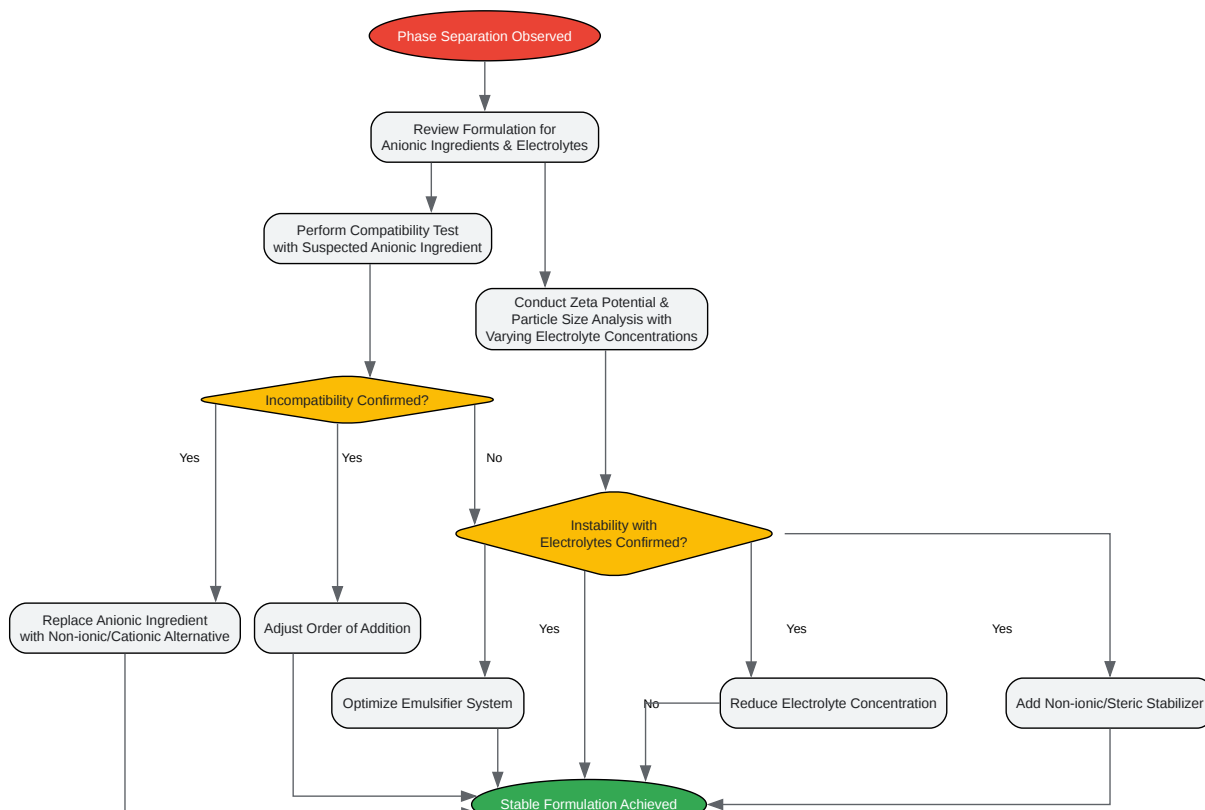 Phase Separation Observed
Review Formulation for
Anionic Ingredients & Electrolytes
Perform Compatibility Test
with Suspected Anionic Ingredient
Conduct Zeta Potential &
Particle Size Analysis with
Varying Electrolyte Concentrations
Incompatibility Confirmed?
Yes
Yes
No
Instability with
Electrolytes Confirmed?
Replace Anionic Ingredient
with Non-ionic/Cationic Alternative
Adjust Order of Addition
Yes
Yes
Yes
Optimize Emulsifier System
No
Reduce Electrolyte Concentration
Add Non-ionic/Steric Stabilizer
Stable Formulation Achieved